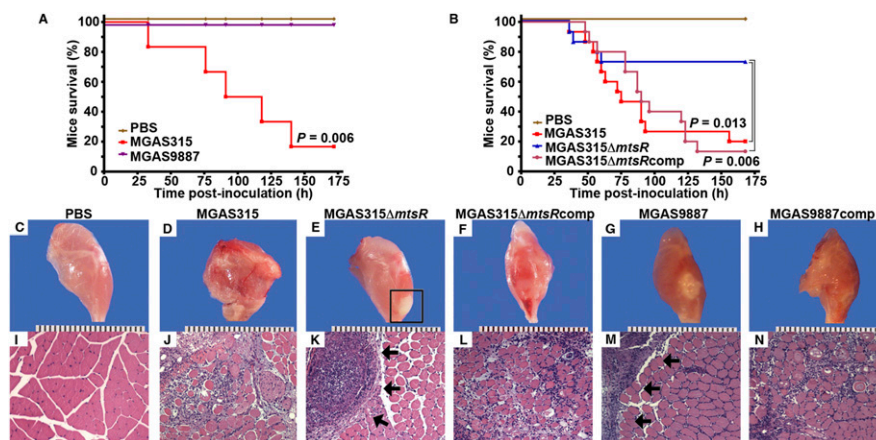 A
Mice survival (%)
100
80
60
40
20
0
25
50
75
100
125
150
175
Time post-inoculation (h)
PBS
MGAS315
MGAS9887
P = 0.006
B
Mice survival (%)
100
80
60
40
20
0
25
50
75
100
125
150
175
Time post-inoculation (h)
PBS
MGAS315
MGAS315ΔmtsR
MGAS315ΔmtsRcomp
P = 0.013
P = 0.006
PBS
MGAS315
MGAS315ΔmtsR
MGAS315ΔmtsRcomp
MGAS9887
MGAS9887comp
C
D
E
F
G
H
I
J
K
L
M
N